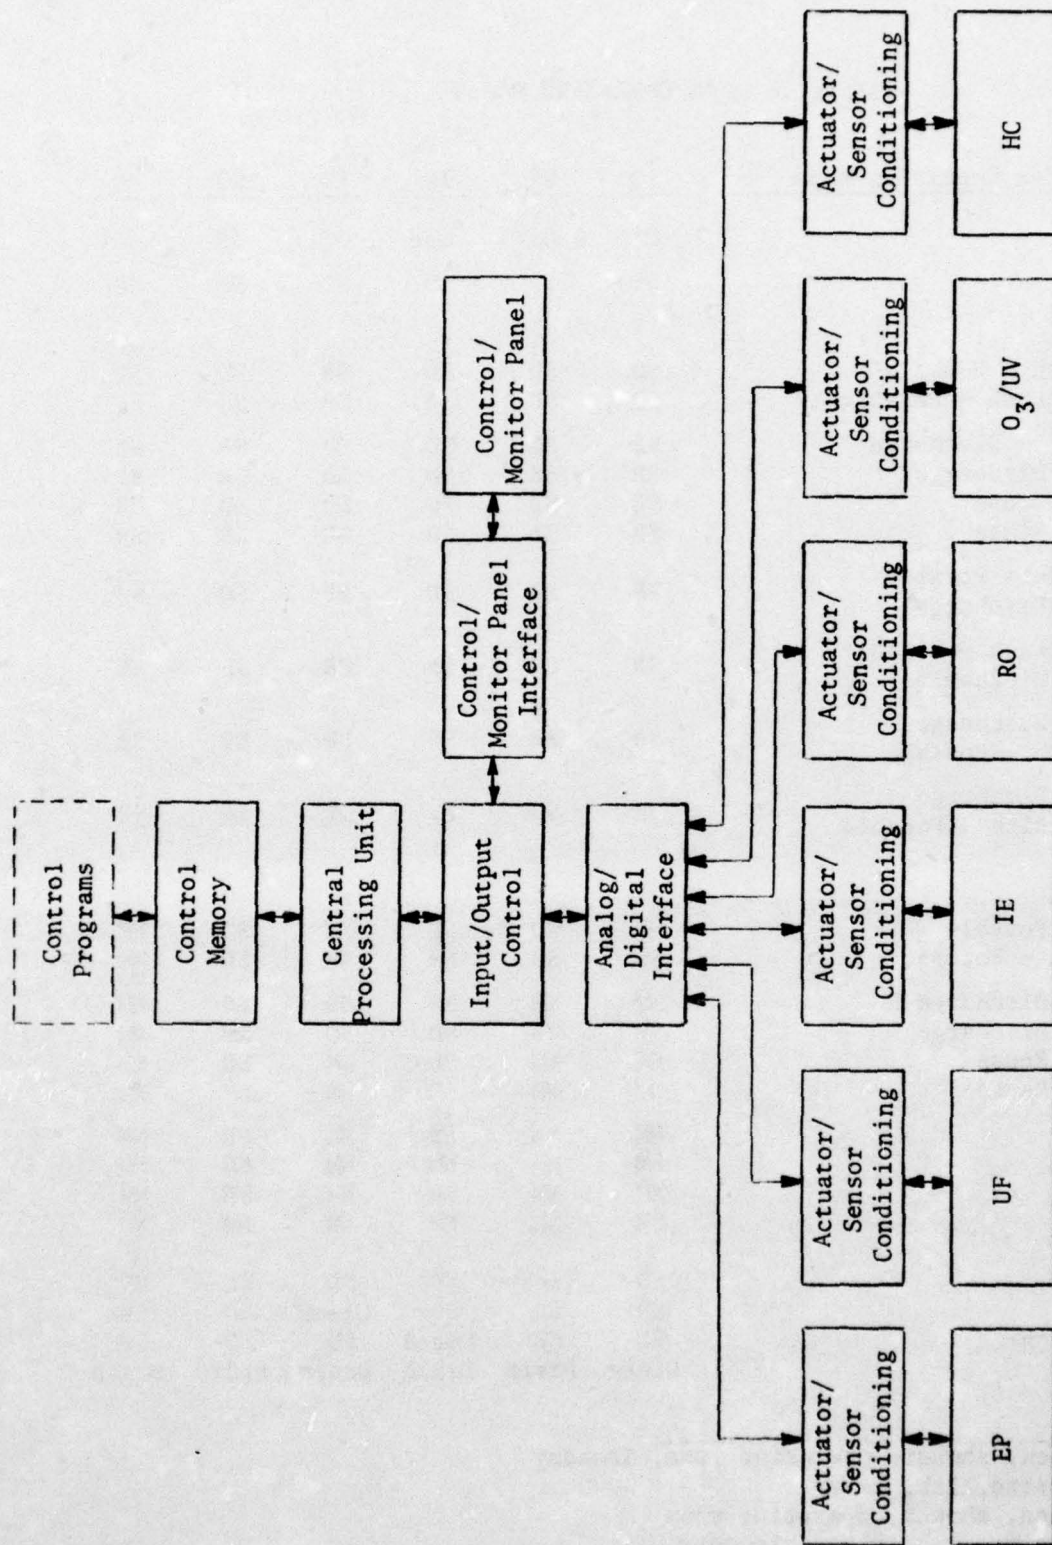 Control
Programs
Control
Memory
Central
Processing Unit
Input/Output
Control
Control/
Monitor Panel
Interface
Control/
Monitor Panel
Analog/
Digital
Interface
Actuator/
Sensor
Conditioning
Actuator/
Sensor
Conditioning
Actuator/
Sensor
Conditioning
Actuator/
Sensor
Conditioning
Actuator/
Sensor
Conditioning
Actuator/
Sensor
Conditioning
EP
UF
IE
RO
O₃/UV
HC